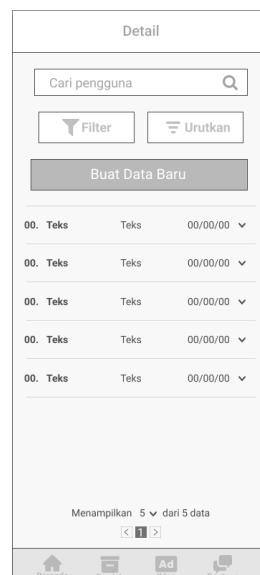 Detail
Cari pengguna
Filter Urutkan
Buat Data Baru
00. Teks Teks 00/00/00
00. Teks Teks 00/00/00
00. Teks Teks 00/00/00
00. Teks Teks 00/00/00
00. Teks Teks 00/00/00
Menampilkan 5 dari 5 data
< 1 >
Ad